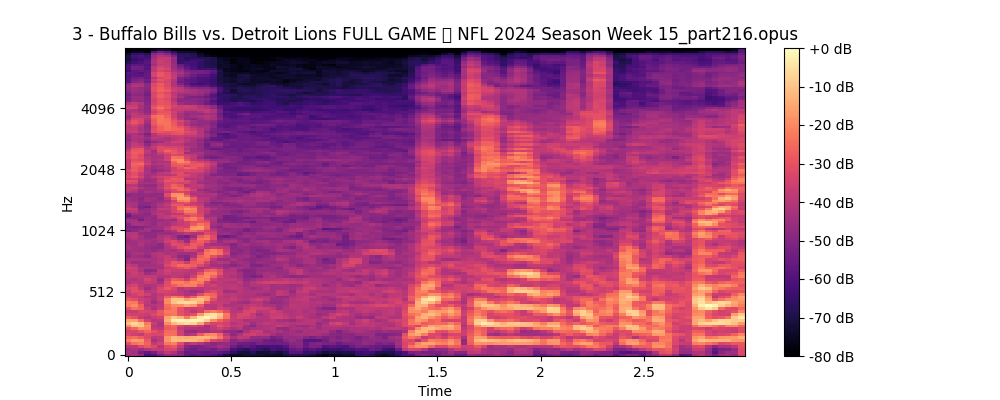 3 - Buffalo Bills vs. Detroit Lions FULL GAME ▯ NFL 2024 Season Week 15_part216.opus
+0 dB
-10 dB
-20 dB
-30 dB
-40 dB
-50 dB
-60 dB
-70 dB
-80 dB
4096
2048
1024
512
0
Hz
0
0.5
1
1.5
2
2.5
Time